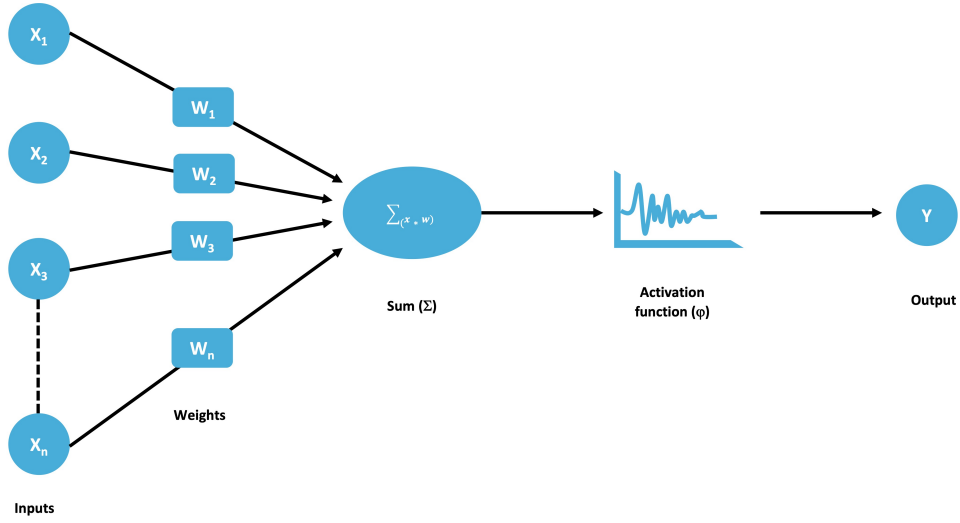 X₁
W₁
X₂
W₂
X₃
W₃
∑(x * w)
Y
Sum (Σ)
Activation
function (φ)
Output
Wₙ
Weights
Xₙ
Inputs